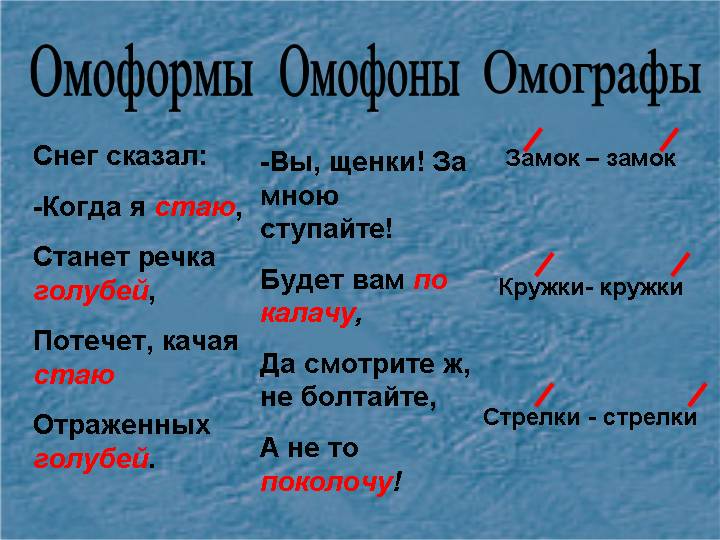 Омоформы Омофоны Омографы
Снег сказал:
-Когда я стаю,
Станет речка
голубей,
Потечет, качая
стаю
Отраженных
голубей.
-Вы, щенки! За
мною
ступайте!
Будет вам по
калачу,
Да смотрите ж,
не болтайте,
А не то
поколочу!
Замок – замок
Кружки- кружки
Стрелки - стрелки